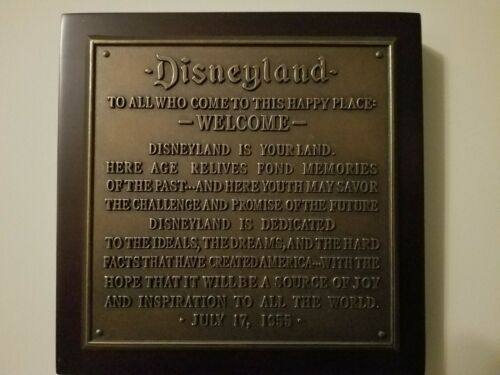 ·Disneyland·
TO ALL WHO COME TO THIS HAPPY PLACE:
—WELCOME—
DISNEYLAND IS YOUR LAND.
HERE AGE RELIVES FOND MEMORIES
OF THE PAST--AND HERE YOUTH MAY SAVOR
THE CHALLENGE AND PROMISE OF THE FUTURE
DISNEYLAND IS DEDICATED
TO THE IDEALS, THE DREAMS, AND THE HARD
FACTS THAT HAVE CREATED AMERICA--WITH THE
HOPE THAT IT WILL BE A SOURCE OF JOY
AND INSPIRATION TO ALL THE WORLD.
· JULY 17, 1955 ·